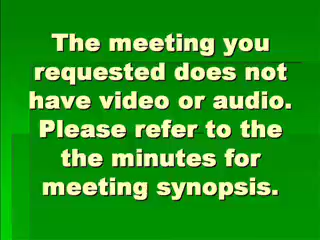 The meeting you
requested does not
have video or audio.
Please refer to the
the minutes for
meeting synopsis.